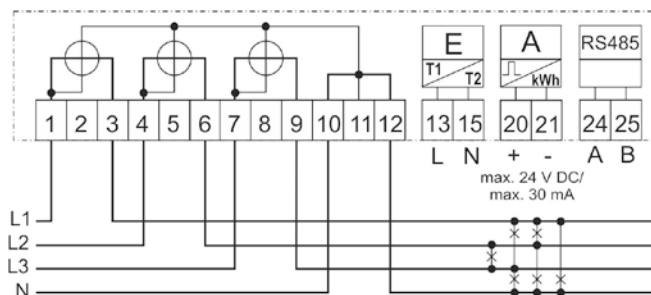 E A RS485
T1 T2 kWh
1 2 3 4 5 6 7 8 9 10 11 12 13 15 20 21 24 25
L N + - A B
max. 24 V DC/
max. 30 mA
L1
L2
L3
N